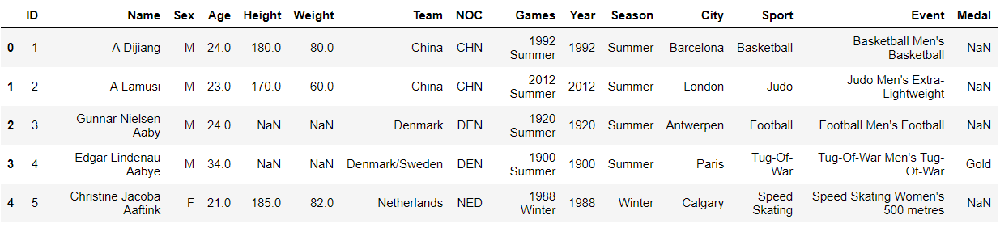 ID Name Sex Age Height Weight Team NOC Games Year Season City Sport Event Medal
0 1 A Dijiang M 24.0 180.0 80.0 China CHN 1992 Summer 1992 Summer Barcelona Basketball Basketball Men's Basketball NaN
1 2 A Lamusi M 23.0 170.0 60.0 China CHN 2012 Summer 2012 Summer London Judo Judo Men's Extra-Lightweight NaN
2 3 Gunnar Nielsen Aaby M 24.0 NaN NaN Denmark DEN 1920 Summer 1920 Summer Antwerpen Football Football Men's Football NaN
3 4 Edgar Lindenau Aabye M 34.0 NaN NaN Denmark/Sweden DEN 1900 Summer 1900 Summer Paris Tug-Of-War Tug-Of-War Men's Tug-Of-War Gold
4 5 Christine Jacoba Aaftink F 21.0 185.0 82.0 Netherlands NED 1988 Winter 1988 Winter Calgary Speed Skating Speed Skating Women's 500 metres NaN